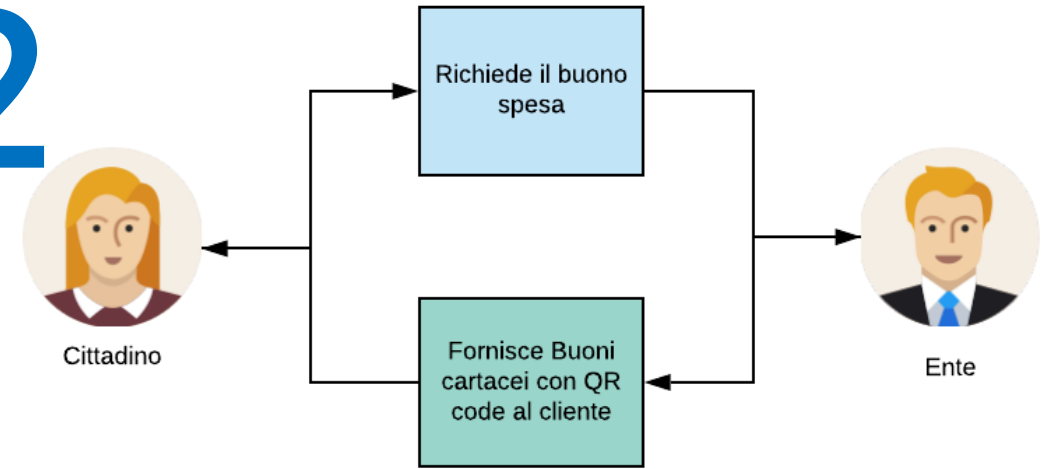 2
Richiede il buono
spesa
Cittadino
Ente
Fornisce Buoni
cartacei con QR
code al cliente